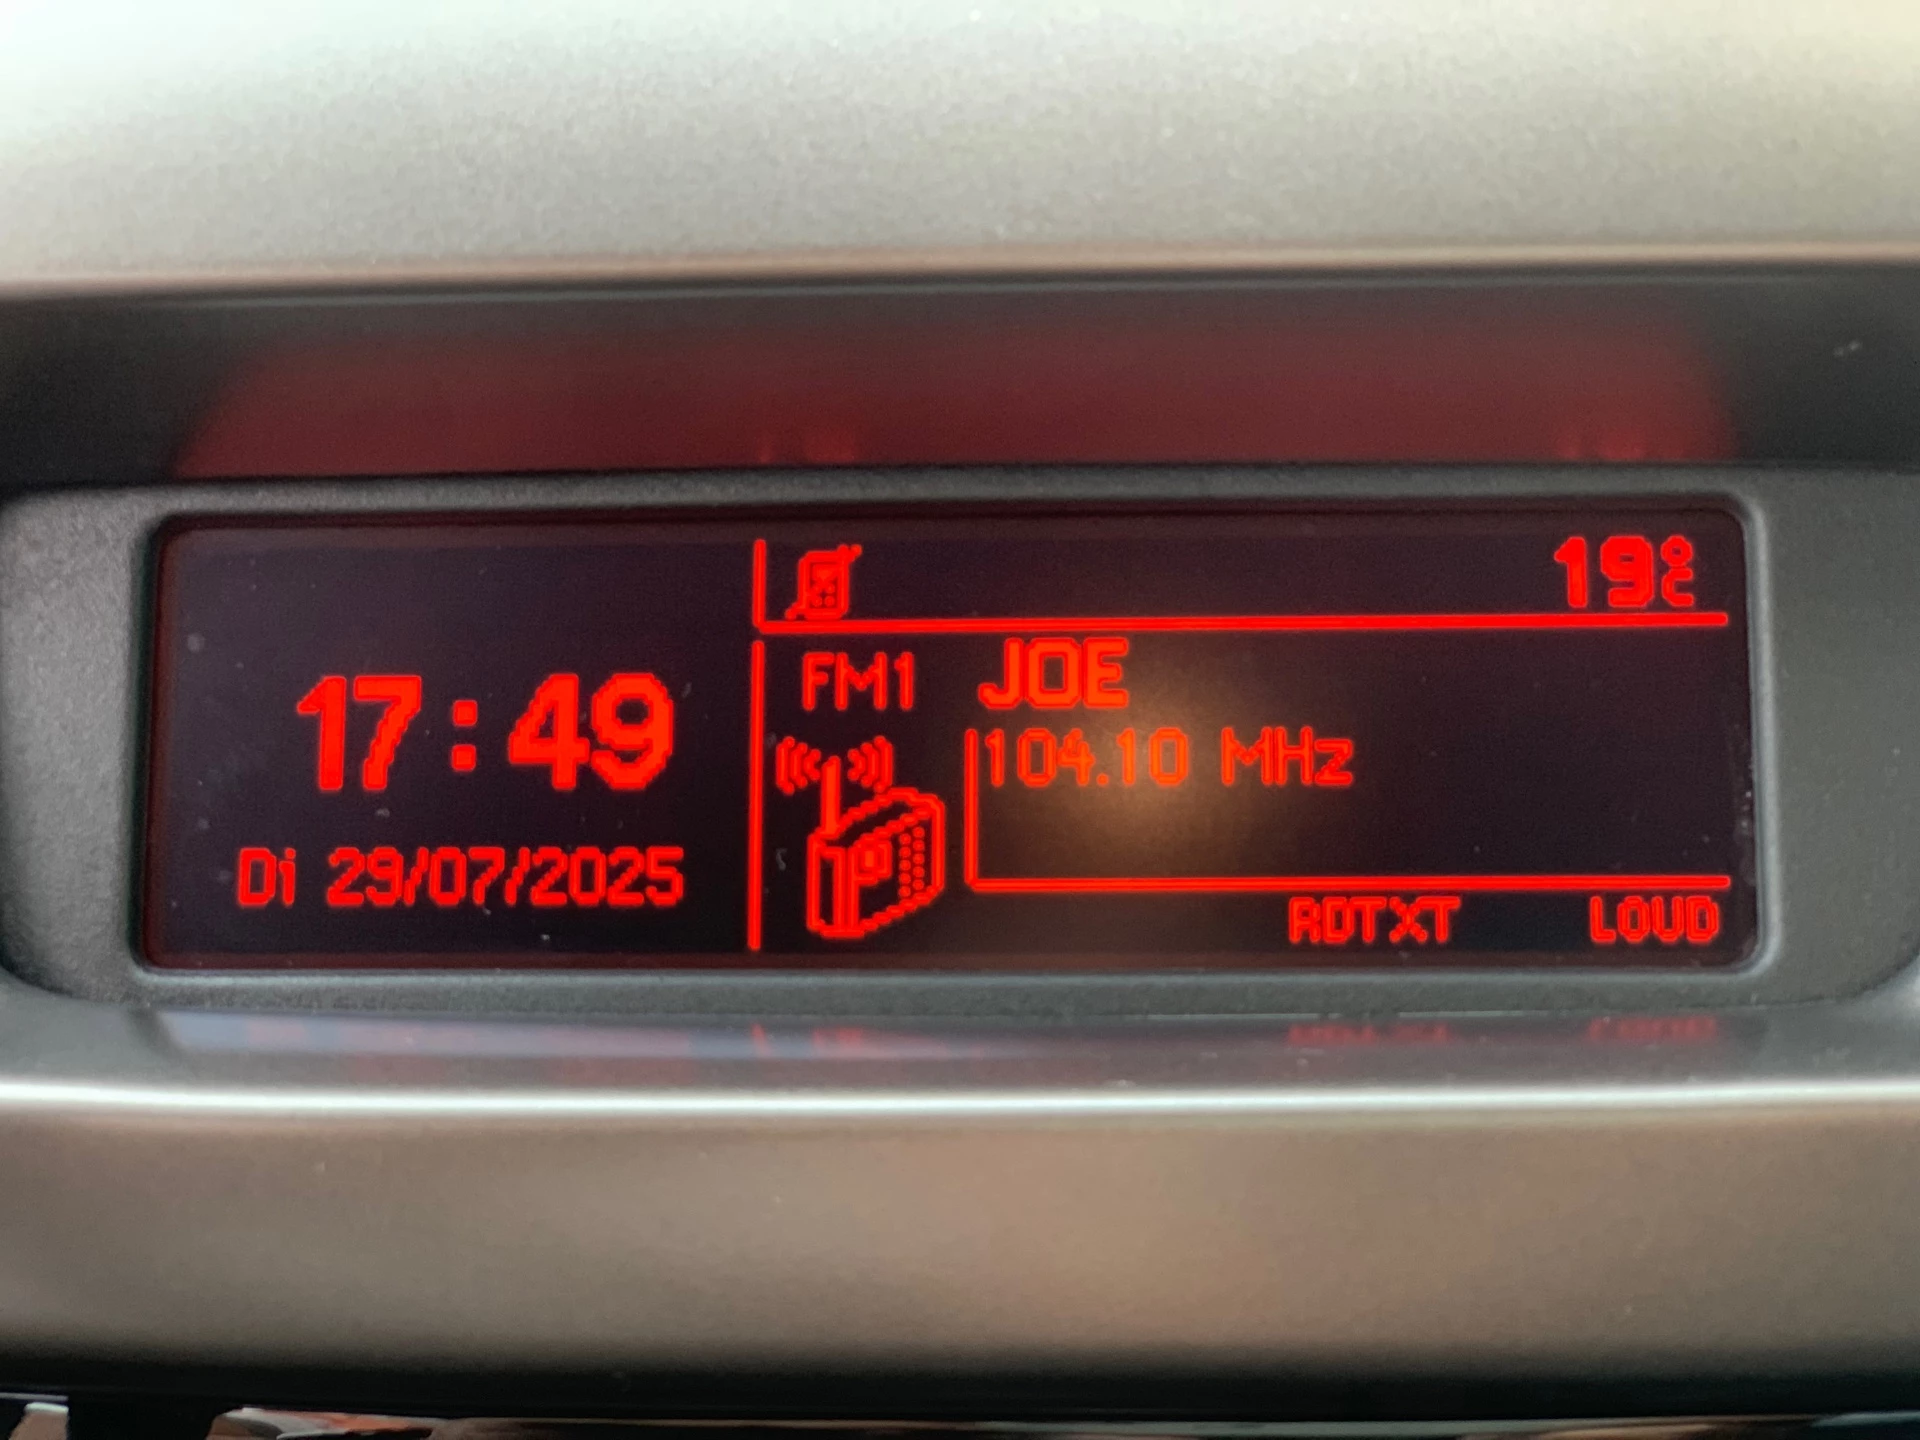 17:49
Di 29/07/2025
19°C
FM1 JOE
104.10 MHz
RDTXT LOUD